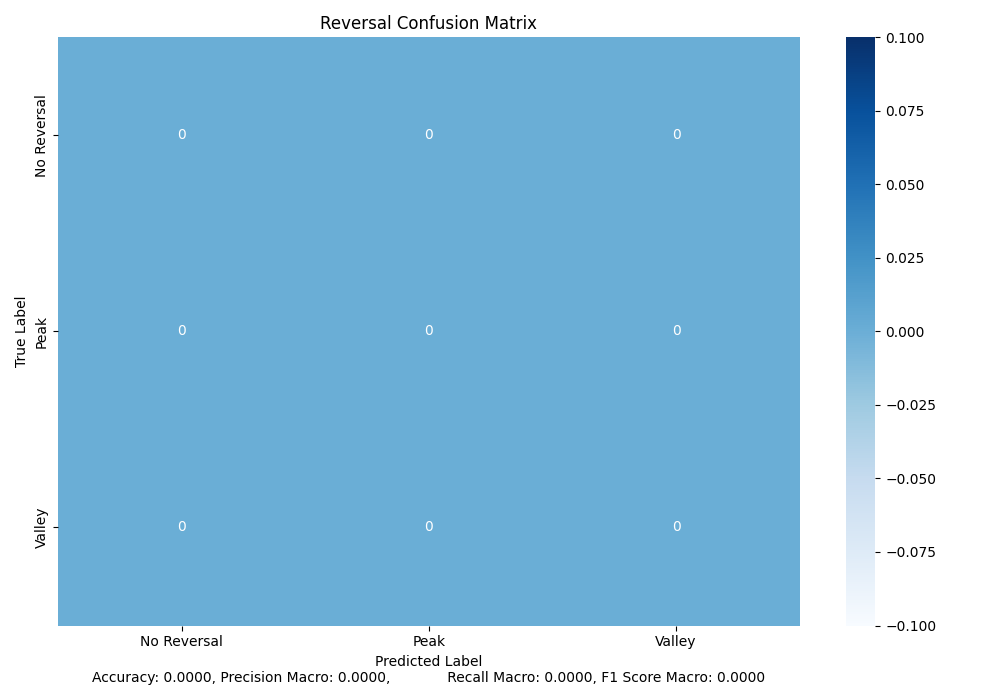 Reversal Confusion Matrix
True Label
No Reversal
0 0 0
Peak
0 0 0
Valley
0 0 0
No Reversal Peak Valley
Predicted Label
Accuracy: 0.0000, Precision Macro: 0.0000, Recall Macro: 0.0000, F1 Score Macro: 0.0000
0.100
0.075
0.050
0.025
0.000
−0.025
−0.050
−0.075
−0.100